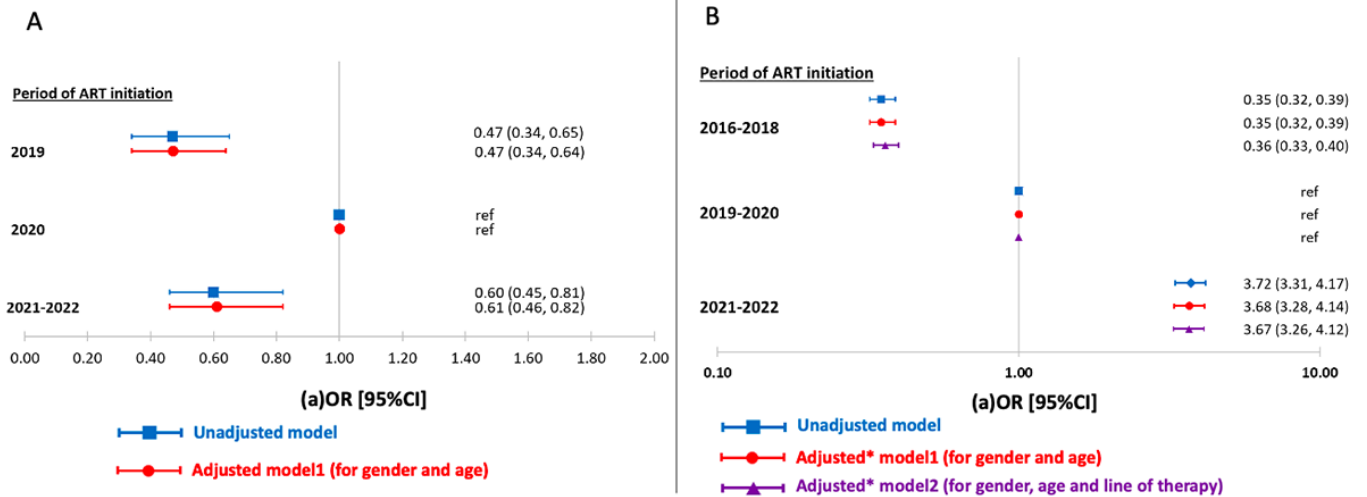 A
Period of ART initiation
0.47 (0.34, 0.65)
2019
0.47 (0.34, 0.64)
ref
2020
ref
0.60 (0.45, 0.81)
2021-2022
0.61 (0.46, 0.82)
0.00 0.20 0.40 0.60 0.80 1.00 1.20 1.40 1.60 1.80 2.00
(a)OR [95%CI]
Unadjusted model
Adjusted model1 (for gender and age)
B
Period of ART initiation
0.35 (0.32, 0.39)
2016-2018
0.35 (0.32, 0.39)
0.36 (0.33, 0.40)
ref
2019-2020
ref
ref
3.72 (3.31, 4.17)
2021-2022
3.68 (3.28, 4.14)
3.67 (3.26, 4.12)
0.10 1.00 10.00
(a)OR [95%CI]
Unadjusted model
Adjusted* model1 (for gender and age)
Adjusted* model2 (for gender, age and line of therapy)